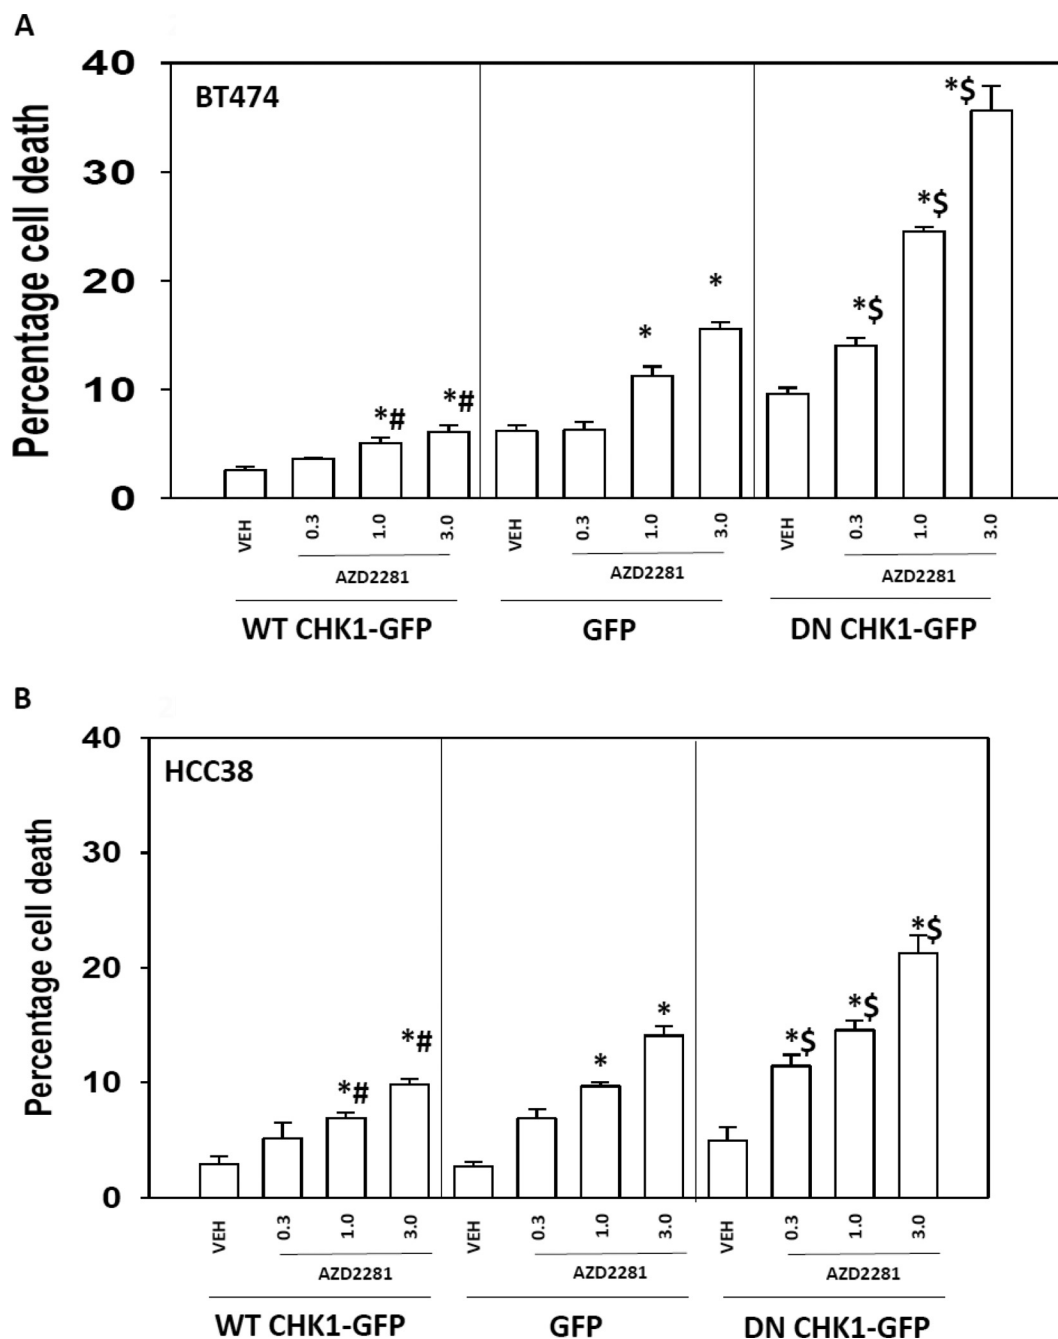 A
BT474
Percentage cell death
40
30
20
10
0
*#
*#
*
*
*$
*$
*$
VEH
0.3
1.0
3.0
VEH
0.3
1.0
3.0
VEH
0.3
1.0
3.0
AZD2281
AZD2281
AZD2281
WT CHK1-GFP
GFP
DN CHK1-GFP
B
HCC38
Percentage cell death
40
30
20
10
0
*#
*#
*
*
*$
*$
*$
VEH
0.3
1.0
3.0
VEH
0.3
1.0
3.0
VEH
0.3
1.0
3.0
AZD2281
AZD2281
AZD2281
WT CHK1-GFP
GFP
DN CHK1-GFP